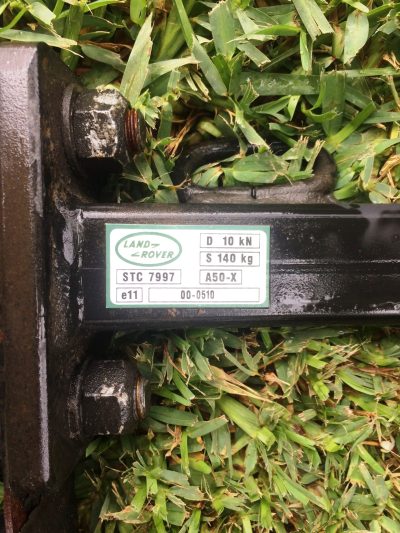 LAND
ROVER
D 10 kN
S 140 kg
STC 7997
A50-X
e11
00-0510